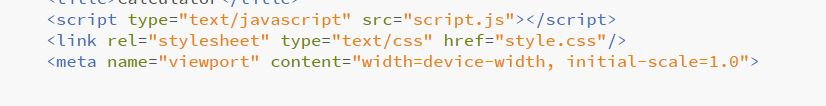 <title>Calculator</title>
<script type="text/javascript" src="script.js"></script>
<link rel="stylesheet" type="text/css" href="style.css"/>
<meta name="viewport" content="width=device-width, initial-scale=1.0">